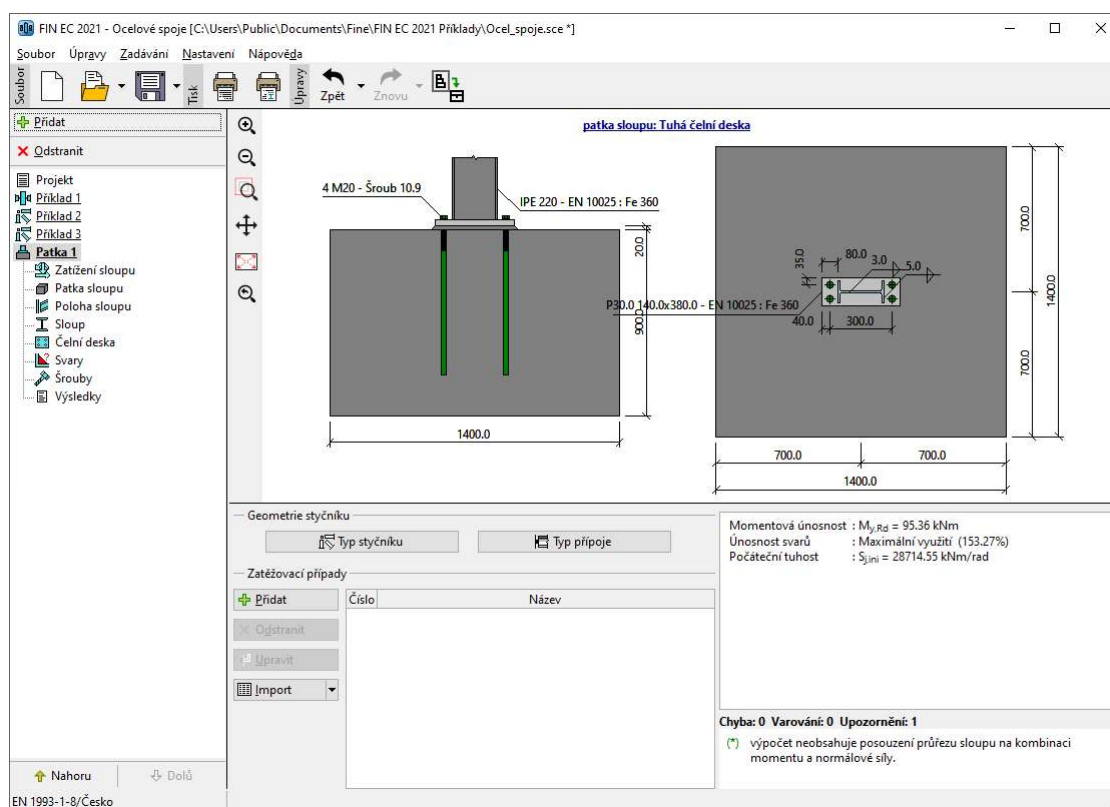 FIN EC 2021 - Ocelové spoje [C:\Users\Public\Documents\Fine\FIN EC 2021 Příklady\Ocel_spoje.sce *]
Soubor Úpravy Zadávání Nastavení Nápověda
Soubor
Tisk
Úpravy
Zpět
Znovu
Přidat
Odstranit
Projekt
Příklad 1
Příklad 2
Příklad 3
Patka 1
Zatížení sloupu
Patka sloupu
Poloha sloupu
Sloup
Čelní deska
Svary
Šrouby
Výsledky
Nahoru
Dolů
patka sloupu: Tuhá čelní deska
4 M20 - Šroub 10.9
IPE 220 - EN 10025 : Fe 360
20.0
900.0
1400.0
35.0
80.0
3.0
5.0
P30.0 140.0x380.0 - EN 10025 : Fe 360
40.0
300.0
700.0
700.0
1400.0
700.0
700.0
1400.0
Geometrie styčníku
Typ styčníku
Typ přípoje
Zatěžovací případy
Přidat
Odstranit
Upravit
Import
Číslo
Název
Momentová únosnost : My,Rd = 95.36 kNm
Únosnost svarů : Maximální využití (153.27%)
Počáteční tuhost : Sj,ini = 28714.55 kNm/rad
Chyba: 0 Varování: 0 Upozornění: 1
(*) výpočet neobsahuje posouzení průřezu sloupu na kombinaci
momentu a normálové síly.
EN 1993-1-8/Česko